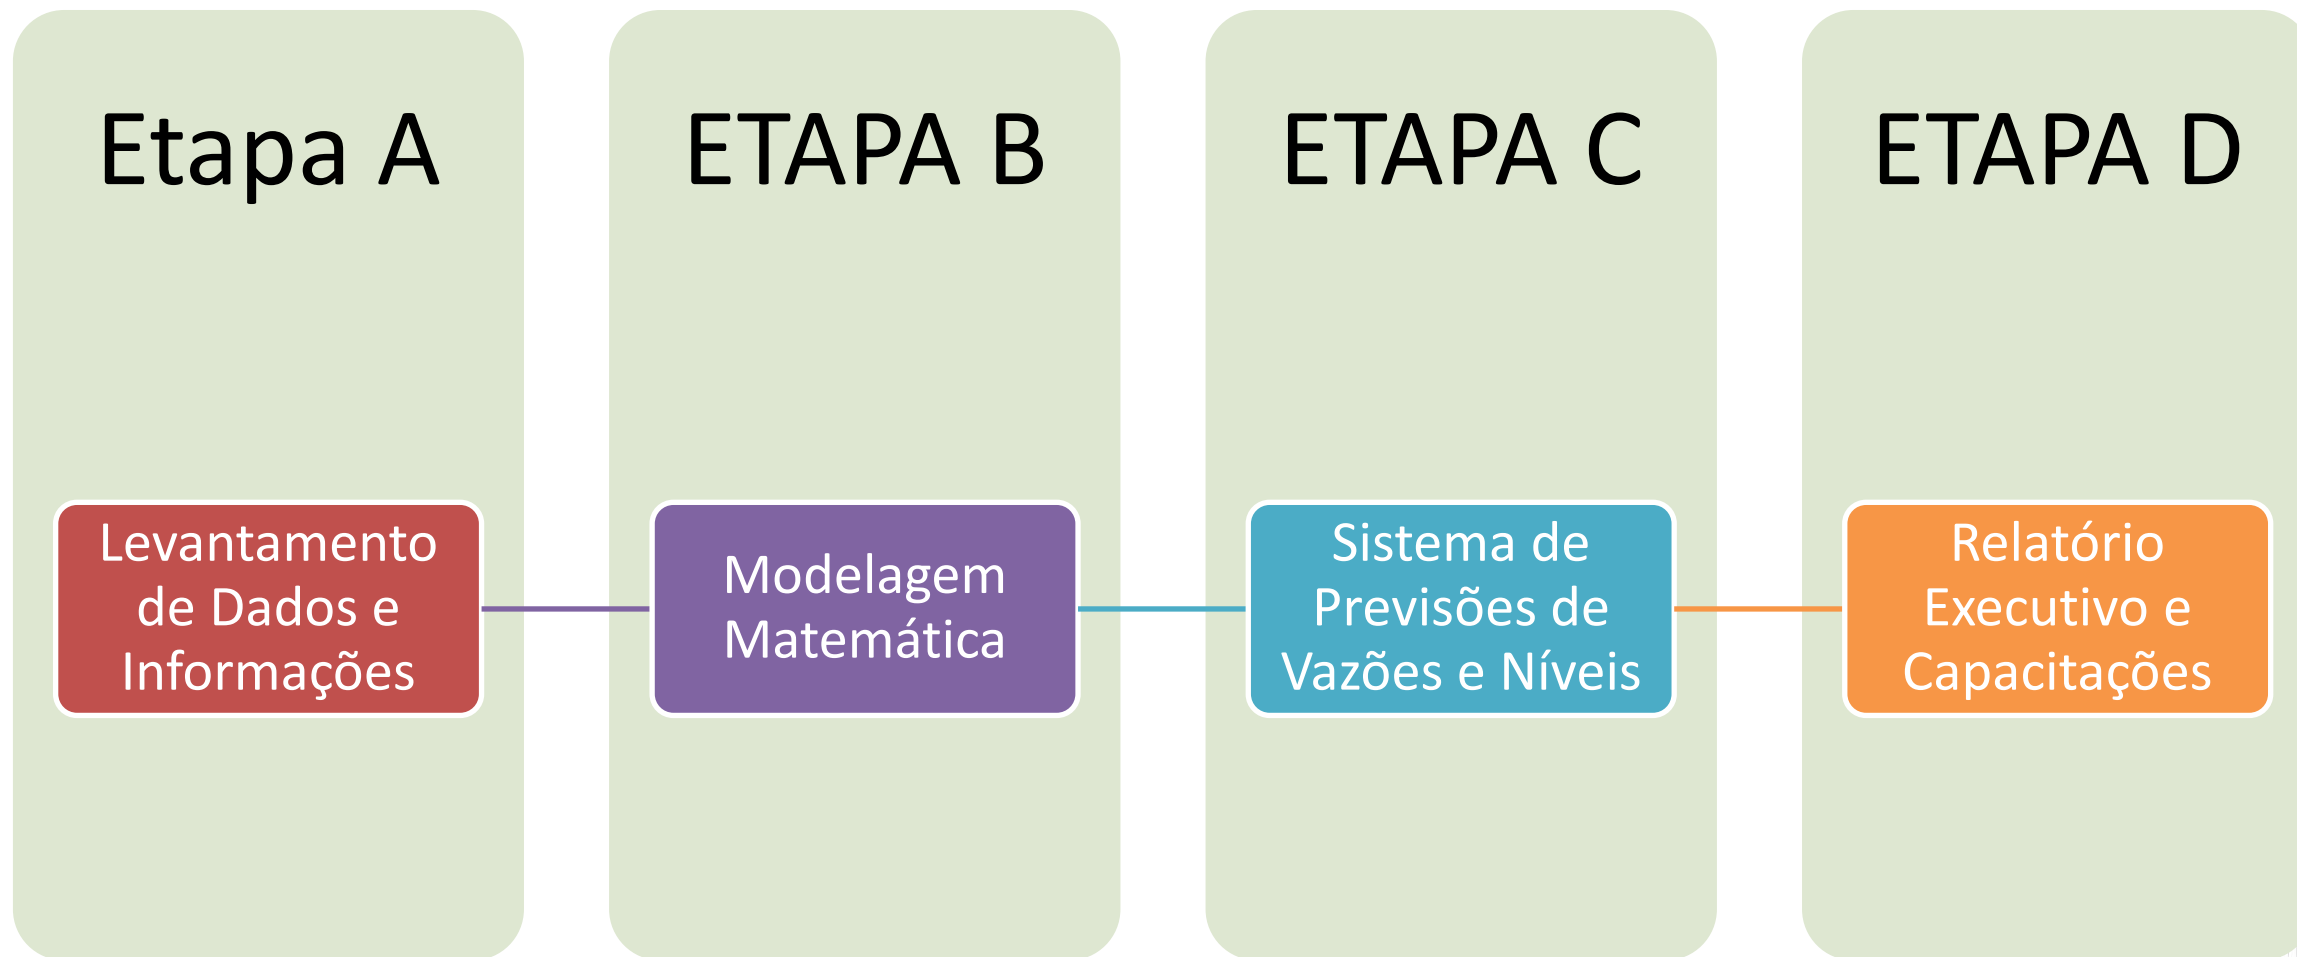 Etapa A
ETAPA B
ETAPA C
ETAPA D
Levantamento
de Dados e
Informações
Modelagem
Matemática
Sistema de
Previsões de
Vazões e Níveis
Relatório
Executivo e
Capacitações